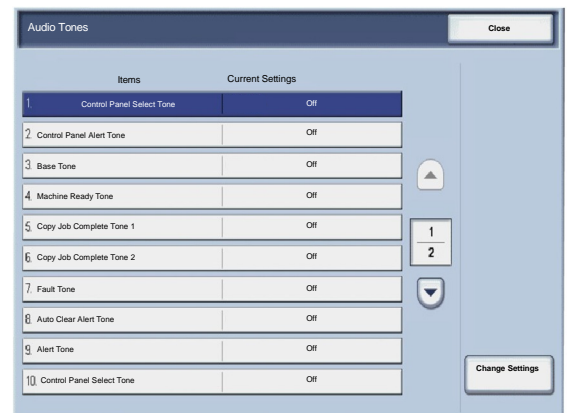 Audio Tones
Close
Items Current Settings
1. Control Panel Select Tone Off
2. Control Panel Alert Tone Off
3. Base Tone Off
4. Machine Ready Tone Off
5. Copy Job Complete Tone 1 Off
6. Copy Job Complete Tone 2 Off
7. Fault Tone Off
8. Auto Clear Alert Tone Off
9. Alert Tone Off
10. Control Panel Select Tone Off
1
2
Change Settings